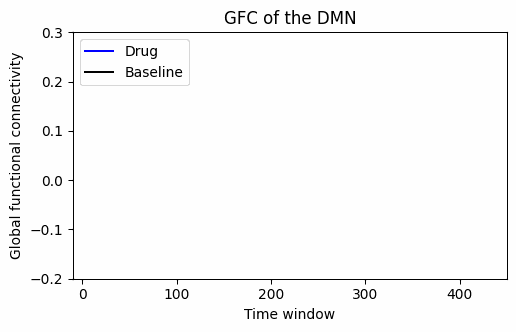 GFC of the DMN
Drug
Baseline
Global functional connectivity
0.3
0.2
0.1
0.0
−0.1
−0.2
0 100 200 300 400
Time window